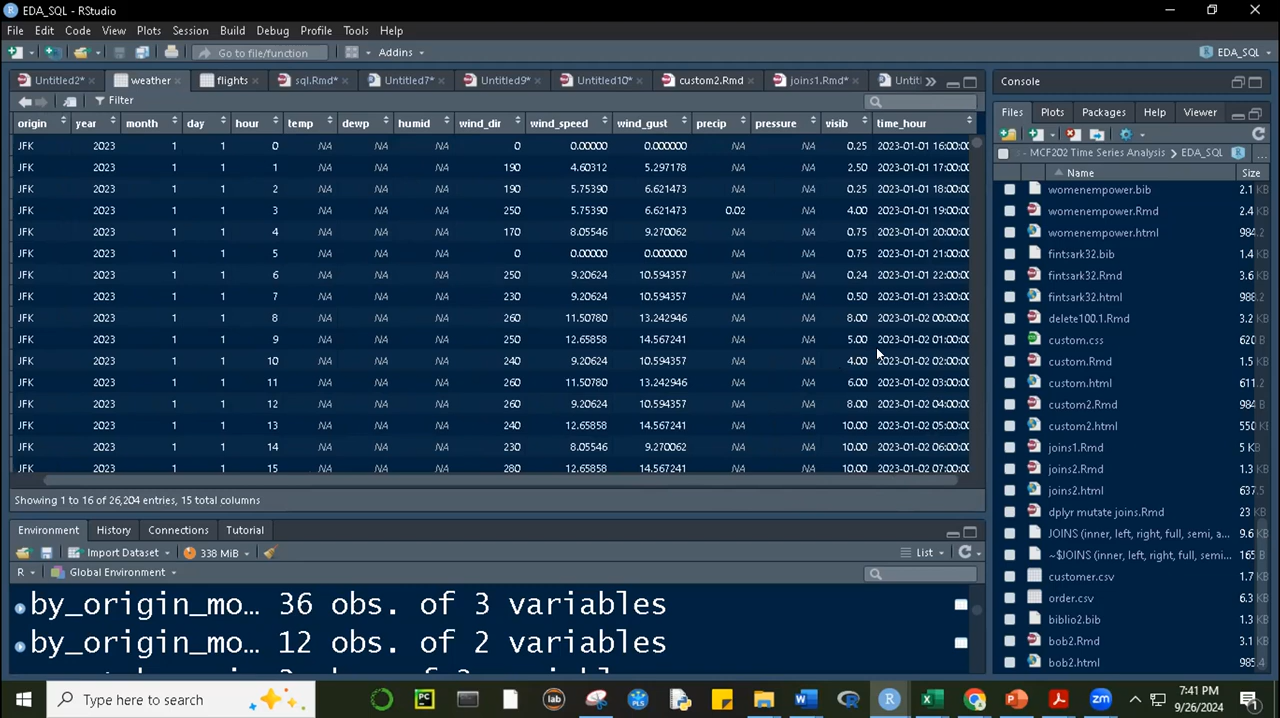 EDA_SQL - RStudio
File Edit Code View Plots Session Build Debug Profile Tools Help
Go to file/function Addins EDA_SQL
Untitled2* weather flights sql.Rmd* Untitled7* Untitled9* Untitled10* custom2.Rmd joins1.Rmd* Untitl
Filter
origin year month day hour temp dewp humid wind_dir wind_speed wind_gust precip pressure visib time_hour
JFK 2023 1 1 0 NA NA NA 0 0.00000 0.000000 NA NA 0.25 2023-01-01 16:00:00
JFK 2023 1 1 1 NA NA NA 190 4.60312 5.297178 NA NA 2.50 2023-01-01 17:00:00
JFK 2023 1 1 2 NA NA NA 190 5.75390 6.621473 NA NA 0.25 2023-01-01 18:00:00
JFK 2023 1 1 3 NA NA NA 250 5.75390 6.621473 0.02 NA 4.00 2023-01-01 19:00:00
JFK 2023 1 1 4 NA NA NA 170 8.05546 9.270062 NA NA 0.75 2023-01-01 20:00:00
JFK 2023 1 1 5 NA NA NA 0 0.00000 0.000000 NA NA 0.75 2023-01-01 21:00:00
JFK 2023 1 1 6 NA NA NA 250 9.20624 10.594357 NA NA 0.24 2023-01-01 22:00:00
JFK 2023 1 1 7 NA NA NA 230 9.20624 10.594357 NA NA 0.50 2023-01-01 23:00:00
JFK 2023 1 1 8 NA NA NA 260 11.50780 13.242946 NA NA 8.00 2023-01-02 00:00:00
JFK 2023 1 1 9 NA NA NA 250 12.65858 14.567241 NA NA 5.00 2023-01-02 01:00:00
JFK 2023 1 1 10 NA NA NA 240 9.20624 10.594357 NA NA 4.00 2023-01-02 02:00:00
JFK 2023 1 1 11 NA NA NA 260 11.50780 13.242946 NA NA 6.00 2023-01-02 03:00:00
JFK 2023 1 1 12 NA NA NA 260 9.20624 10.594357 NA NA 8.00 2023-01-02 04:00:00
JFK 2023 1 1 13 NA NA NA 240 12.65858 14.567241 NA NA 10.00 2023-01-02 05:00:00
JFK 2023 1 1 14 NA NA NA 230 8.05546 9.270062 NA NA 10.00 2023-01-02 06:00:00
JFK 2023 1 1 15 NA NA NA 280 12.65858 14.567241 NA NA 10.00 2023-01-02 07:00:00
Showing 1 to 16 of 26,204 entries, 15 total columns
Environment History Connections Tutorial
Import Dataset 338 MiB List
R Global Environment
by_origin_mo... 36 obs. of 3 variables
by_origin_mo... 12 obs. of 2 variables
Console
Files Plots Packages Help Viewer
MCF202 Time Series Analysis EDA_SQL ...
Name Size
womenempower.bib 2.1 KB
womenempower.Rmd 2.4 KB
womenempower.html 984.2
fintsark32.bib 1.5 KB
fintsark32.Rmd 3.6 K
fintsark32.html 988.2
delete100.1.Rmd 3.2 K
custom.css 620 B
custom.Rmd 1.5 K
custom.html 611.2
custom2.Rmd 984 B
custom2.html 550 K
joins1.Rmd 5 KB
joins2.Rmd 1.3 K
joins2.html 637.5
dplyr mutate joins.Rmd 23 KB
JOINS (inner, left, right, full, semi, a... 9.6 K
~$JOINS (inner, left, right, full, semi... 165 B
customer.csv 1.7 K
order.csv 6.3 K
biblio2.bib 1.3 K
bob2.Rmd 3.1 K
bob2.html 985.4
Type here to search
7:41 PM
9/26/2024